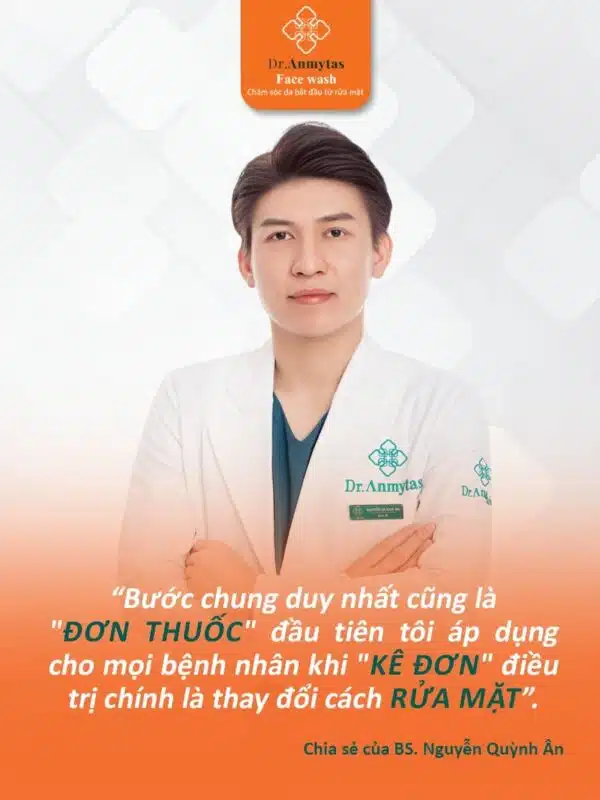 Dr.Anmytas
Face wash
Chăm sóc da bắt đầu từ rửa mặt
Dr.Anmytas
“Bước chung duy nhất cũng là
"ĐƠN THUỐC" đầu tiên tôi áp dụng
cho mọi bệnh nhân khi "KÊ ĐƠN" điều
trị chính là thay đổi cách RỬA MẶT”.
Chia sẻ của BS. Nguyễn Quỳnh Ân